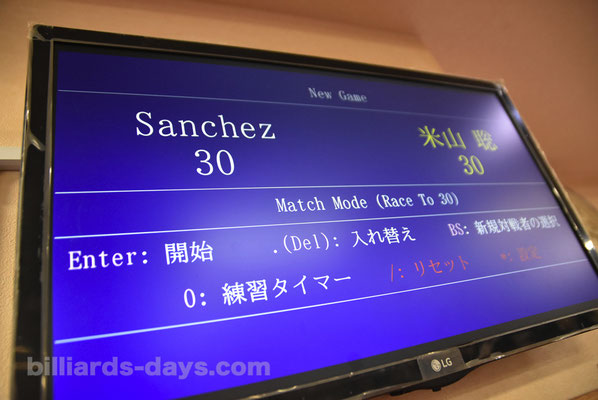 New Game
Sanchez 米山 聡
30 30
Match Mode (Race To 30)
Enter: 開始 .(Del): 入れ替え BS: 新規対戦者の選択
0: 練習タイマー /: リセット *: 設定
LG
billiards-days.com